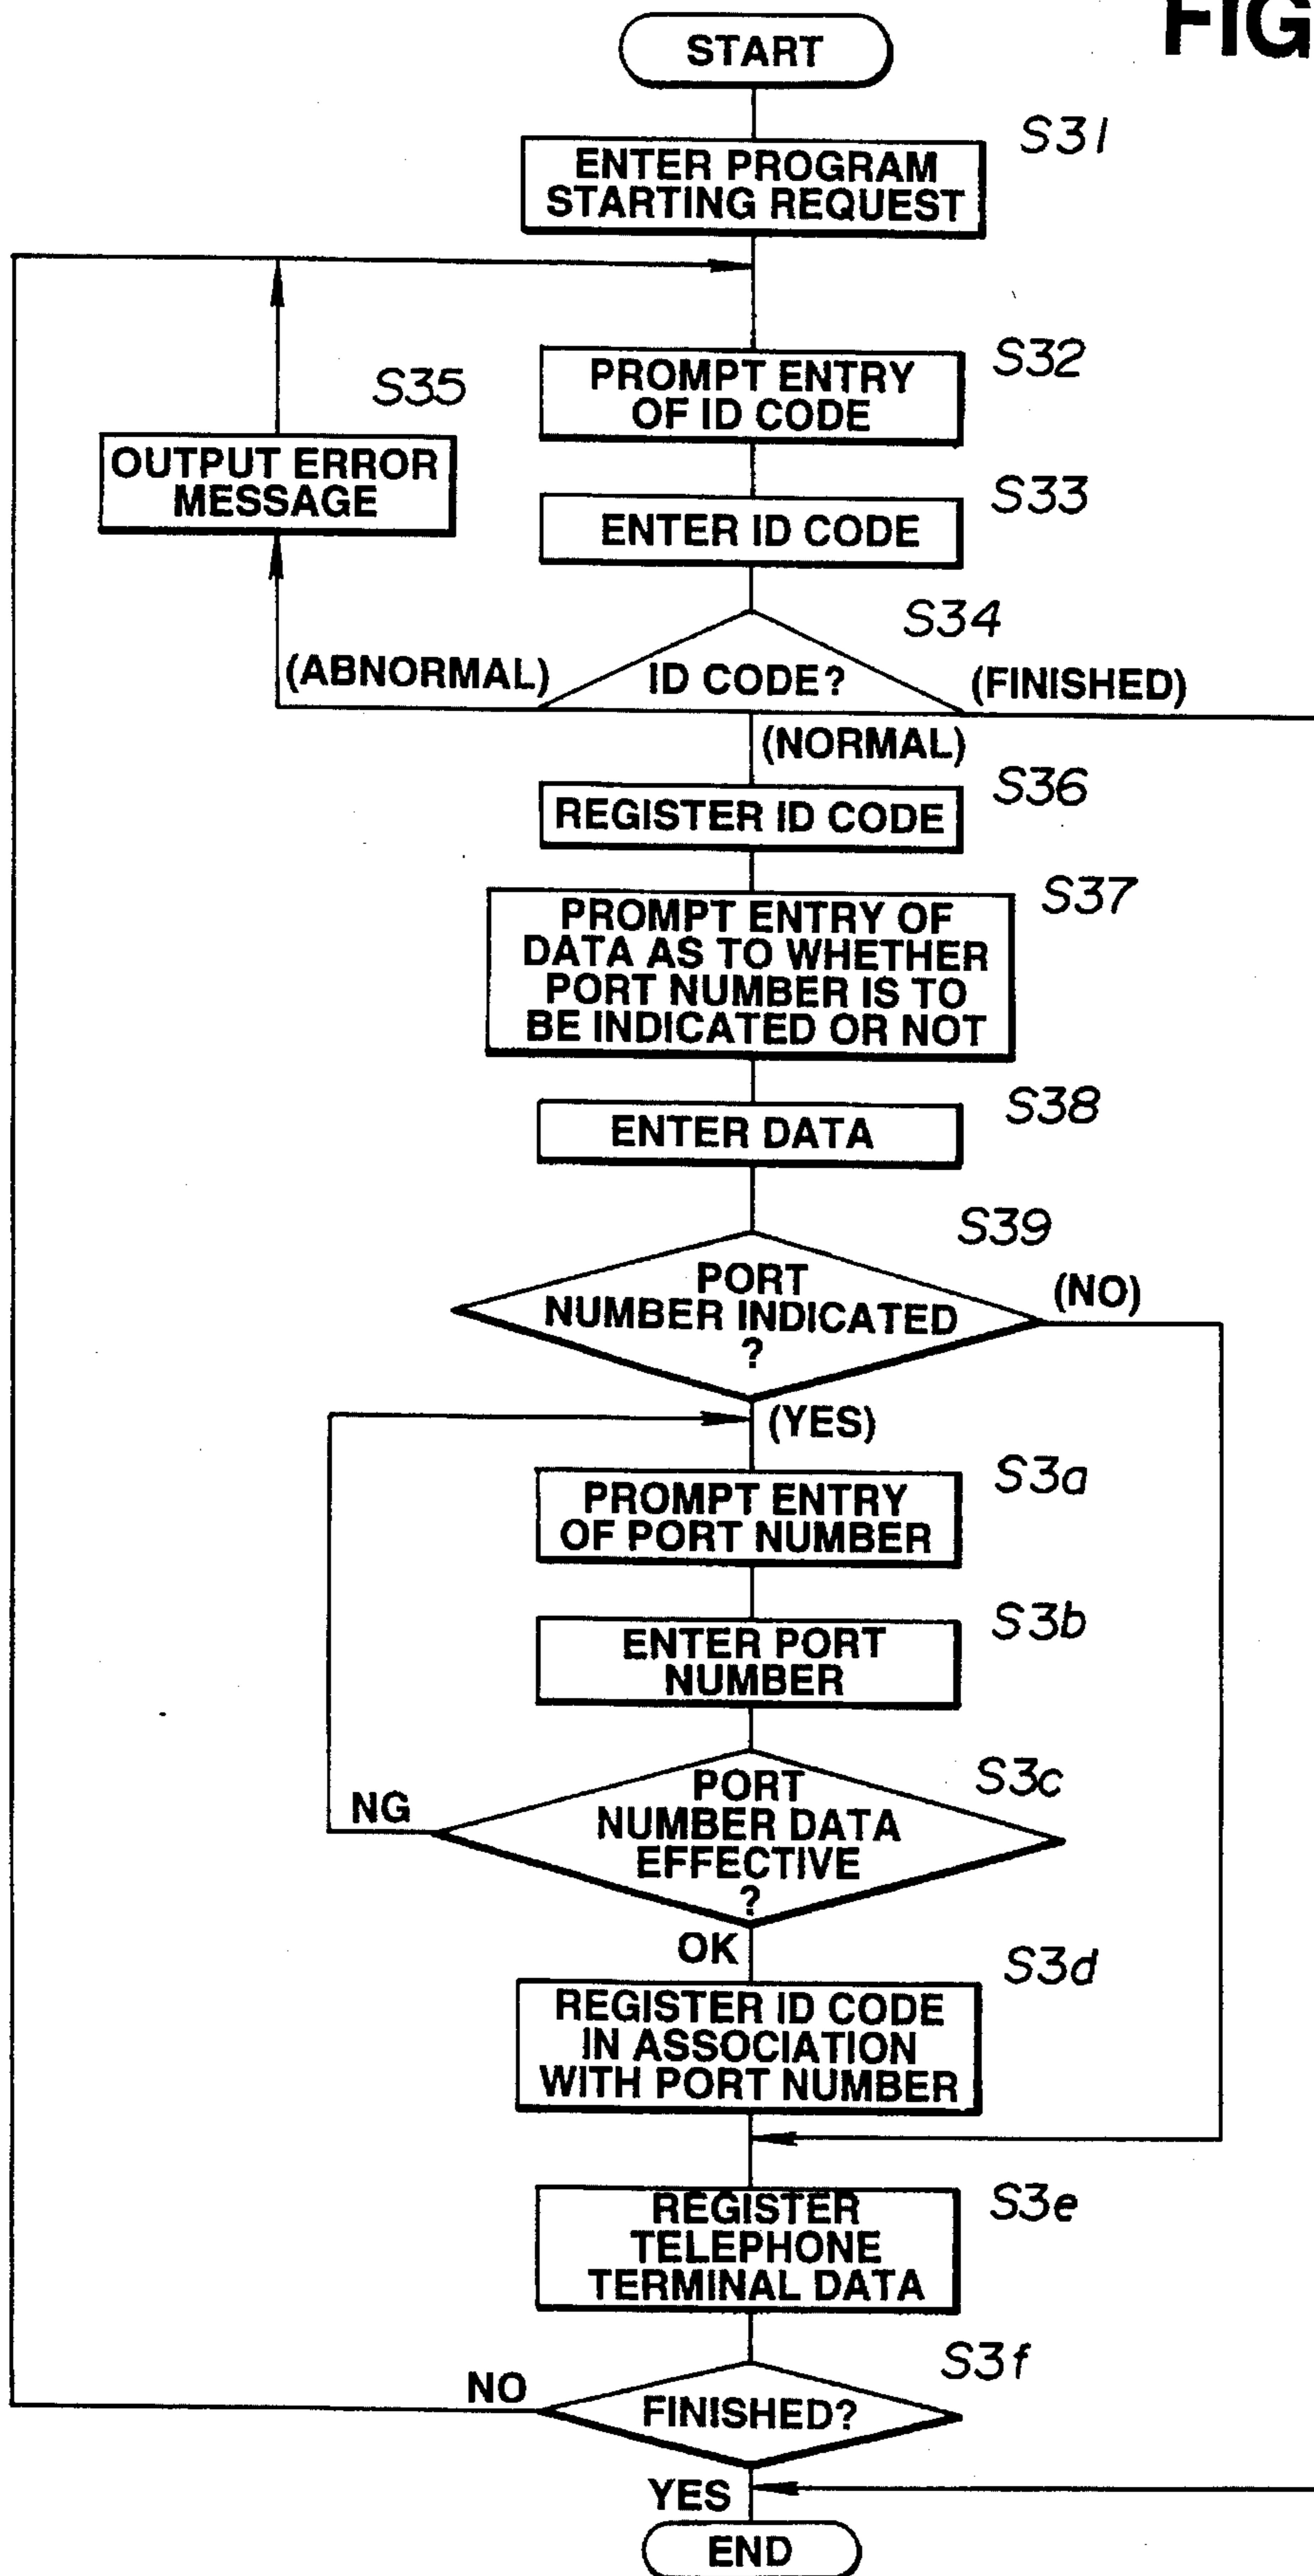 FIG
START
S31
ENTER PROGRAM
STARTING REQUEST
S32
PROMPT ENTRY
OF ID CODE
S35
OUTPUT ERROR
MESSAGE
S33
ENTER ID CODE
S34
(ABNORMAL)
ID CODE?
(FINISHED)
(NORMAL)
S36
REGISTER ID CODE
S37
PROMPT ENTRY OF
DATA AS TO WHETHER
PORT NUMBER IS TO
BE INDICATED OR NOT
S38
ENTER DATA
S39
PORT
NUMBER INDICATED
?
(NO)
(YES)
S3a
PROMPT ENTRY
OF PORT NUMBER
S3b
ENTER PORT
NUMBER
S3c
PORT
NUMBER DATA
EFFECTIVE
?
NG
OK
S3d
REGISTER ID CODE
IN ASSOCIATION
WITH PORT NUMBER
S3e
REGISTER
TELEPHONE
TERMINAL DATA
S3f
NO
FINISHED?
YES
END